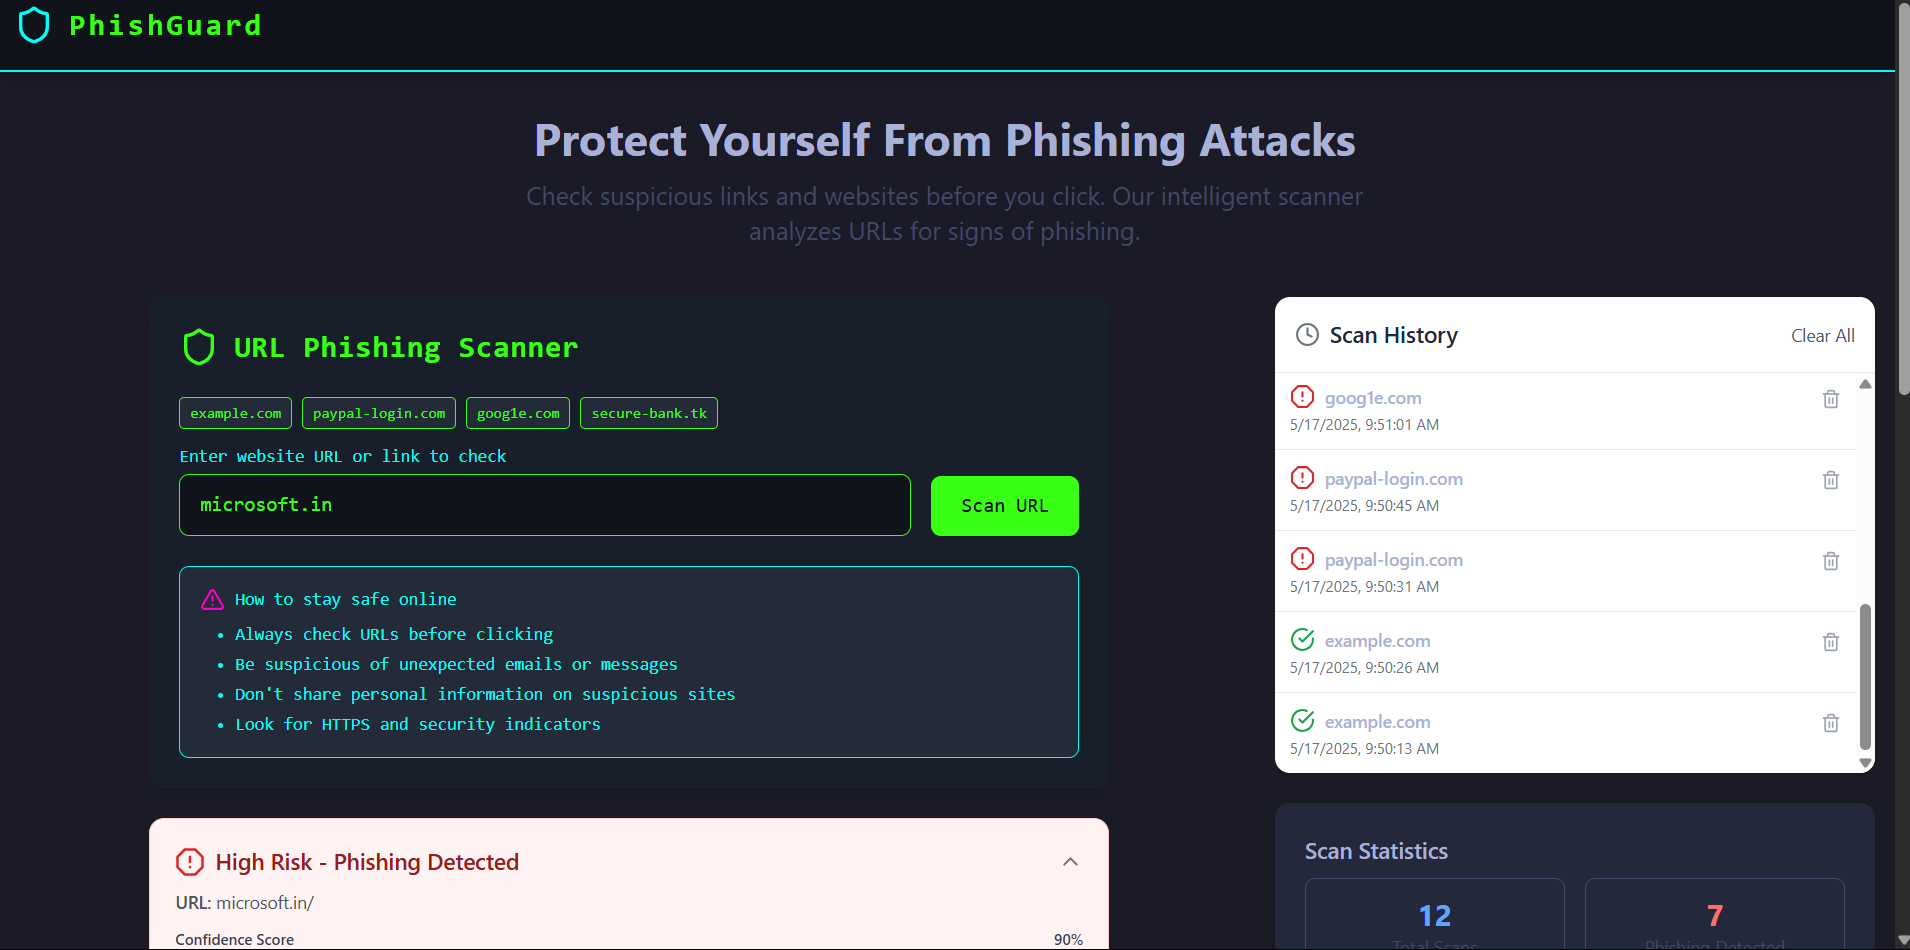 PhishGuard
Protect Yourself From Phishing Attacks
Check suspicious links and websites before you click. Our intelligent scanner
analyzes URLs for signs of phishing.
URL Phishing Scanner
example.com
paypal-login.com
goog1e.com
secure-bank.tk
Enter website URL or link to check
microsoft.in
Scan URL
How to stay safe online
• Always check URLs before clicking
• Be suspicious of unexpected emails or messages
• Don't share personal information on suspicious sites
• Look for HTTPS and security indicators
High Risk - Phishing Detected
URL: microsoft.in/
Confidence Score 90%
Scan History
Clear All
goog1e.com
5/17/2025, 9:51:01 AM
paypal-login.com
5/17/2025, 9:50:45 AM
paypal-login.com
5/17/2025, 9:50:31 AM
example.com
5/17/2025, 9:50:26 AM
example.com
5/17/2025, 9:50:13 AM
Scan Statistics
12
Total Scans
7
Phishing Detected